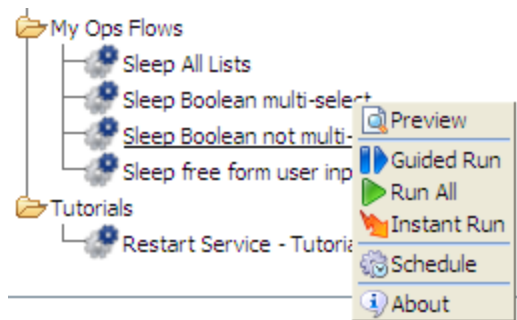 My Ops Flows
Sleep All Lists
Sleep Boolean multi-select
Sleep Boolean not multi-
Sleep free form user inp
Tutorials
Restart Service - Tutoria
Preview
Guided Run
Run All
Instant Run
Schedule
About